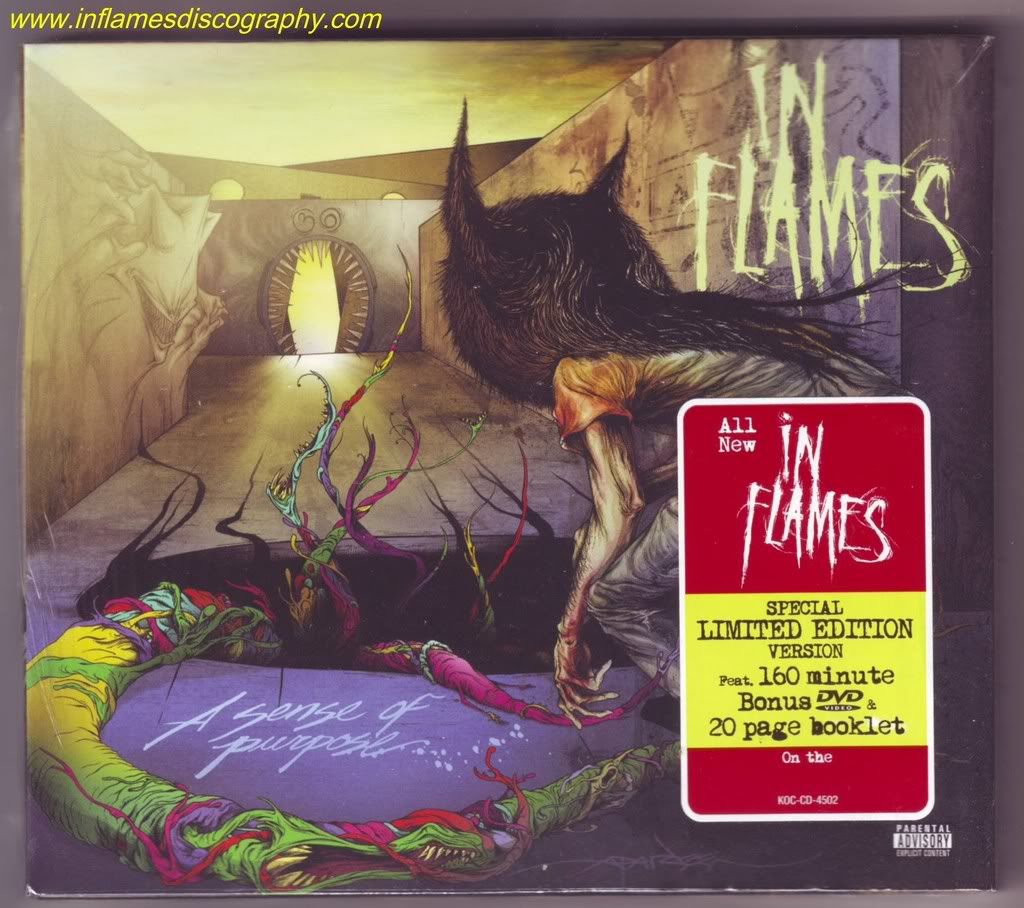 www.inflamesdiscography.com
iN
FLAMES
All
New
iN
FLAMES
SPECIAL
LIMITED EDITION
VERSION
Feat. 160 minute
Bonus DVD VIDEO &
20 page booklet
On the
KOC-CD-4502
A sense of
purpose
PARENTAL
ADVISORY
EXPLICIT CONTENT